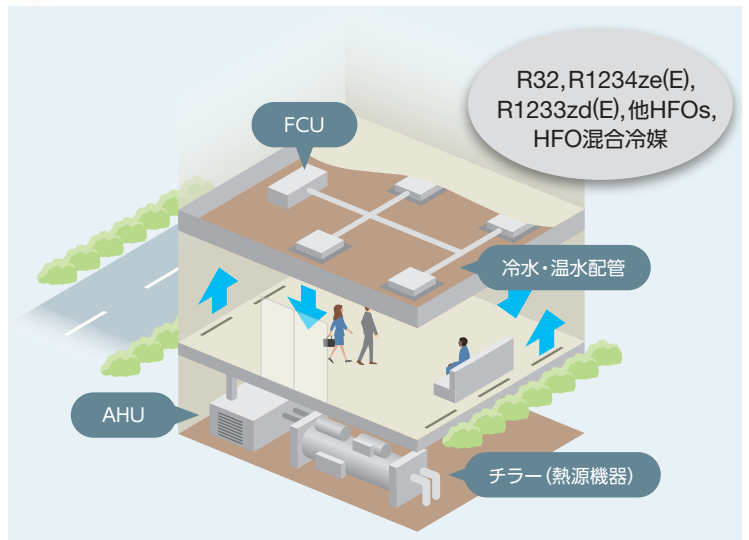 R32,R1234ze(E),
R1233zd(E),他HFOs,
HFO混合冷媒
FCU
冷水・温水配管
AHU
チラー(熱源機器)